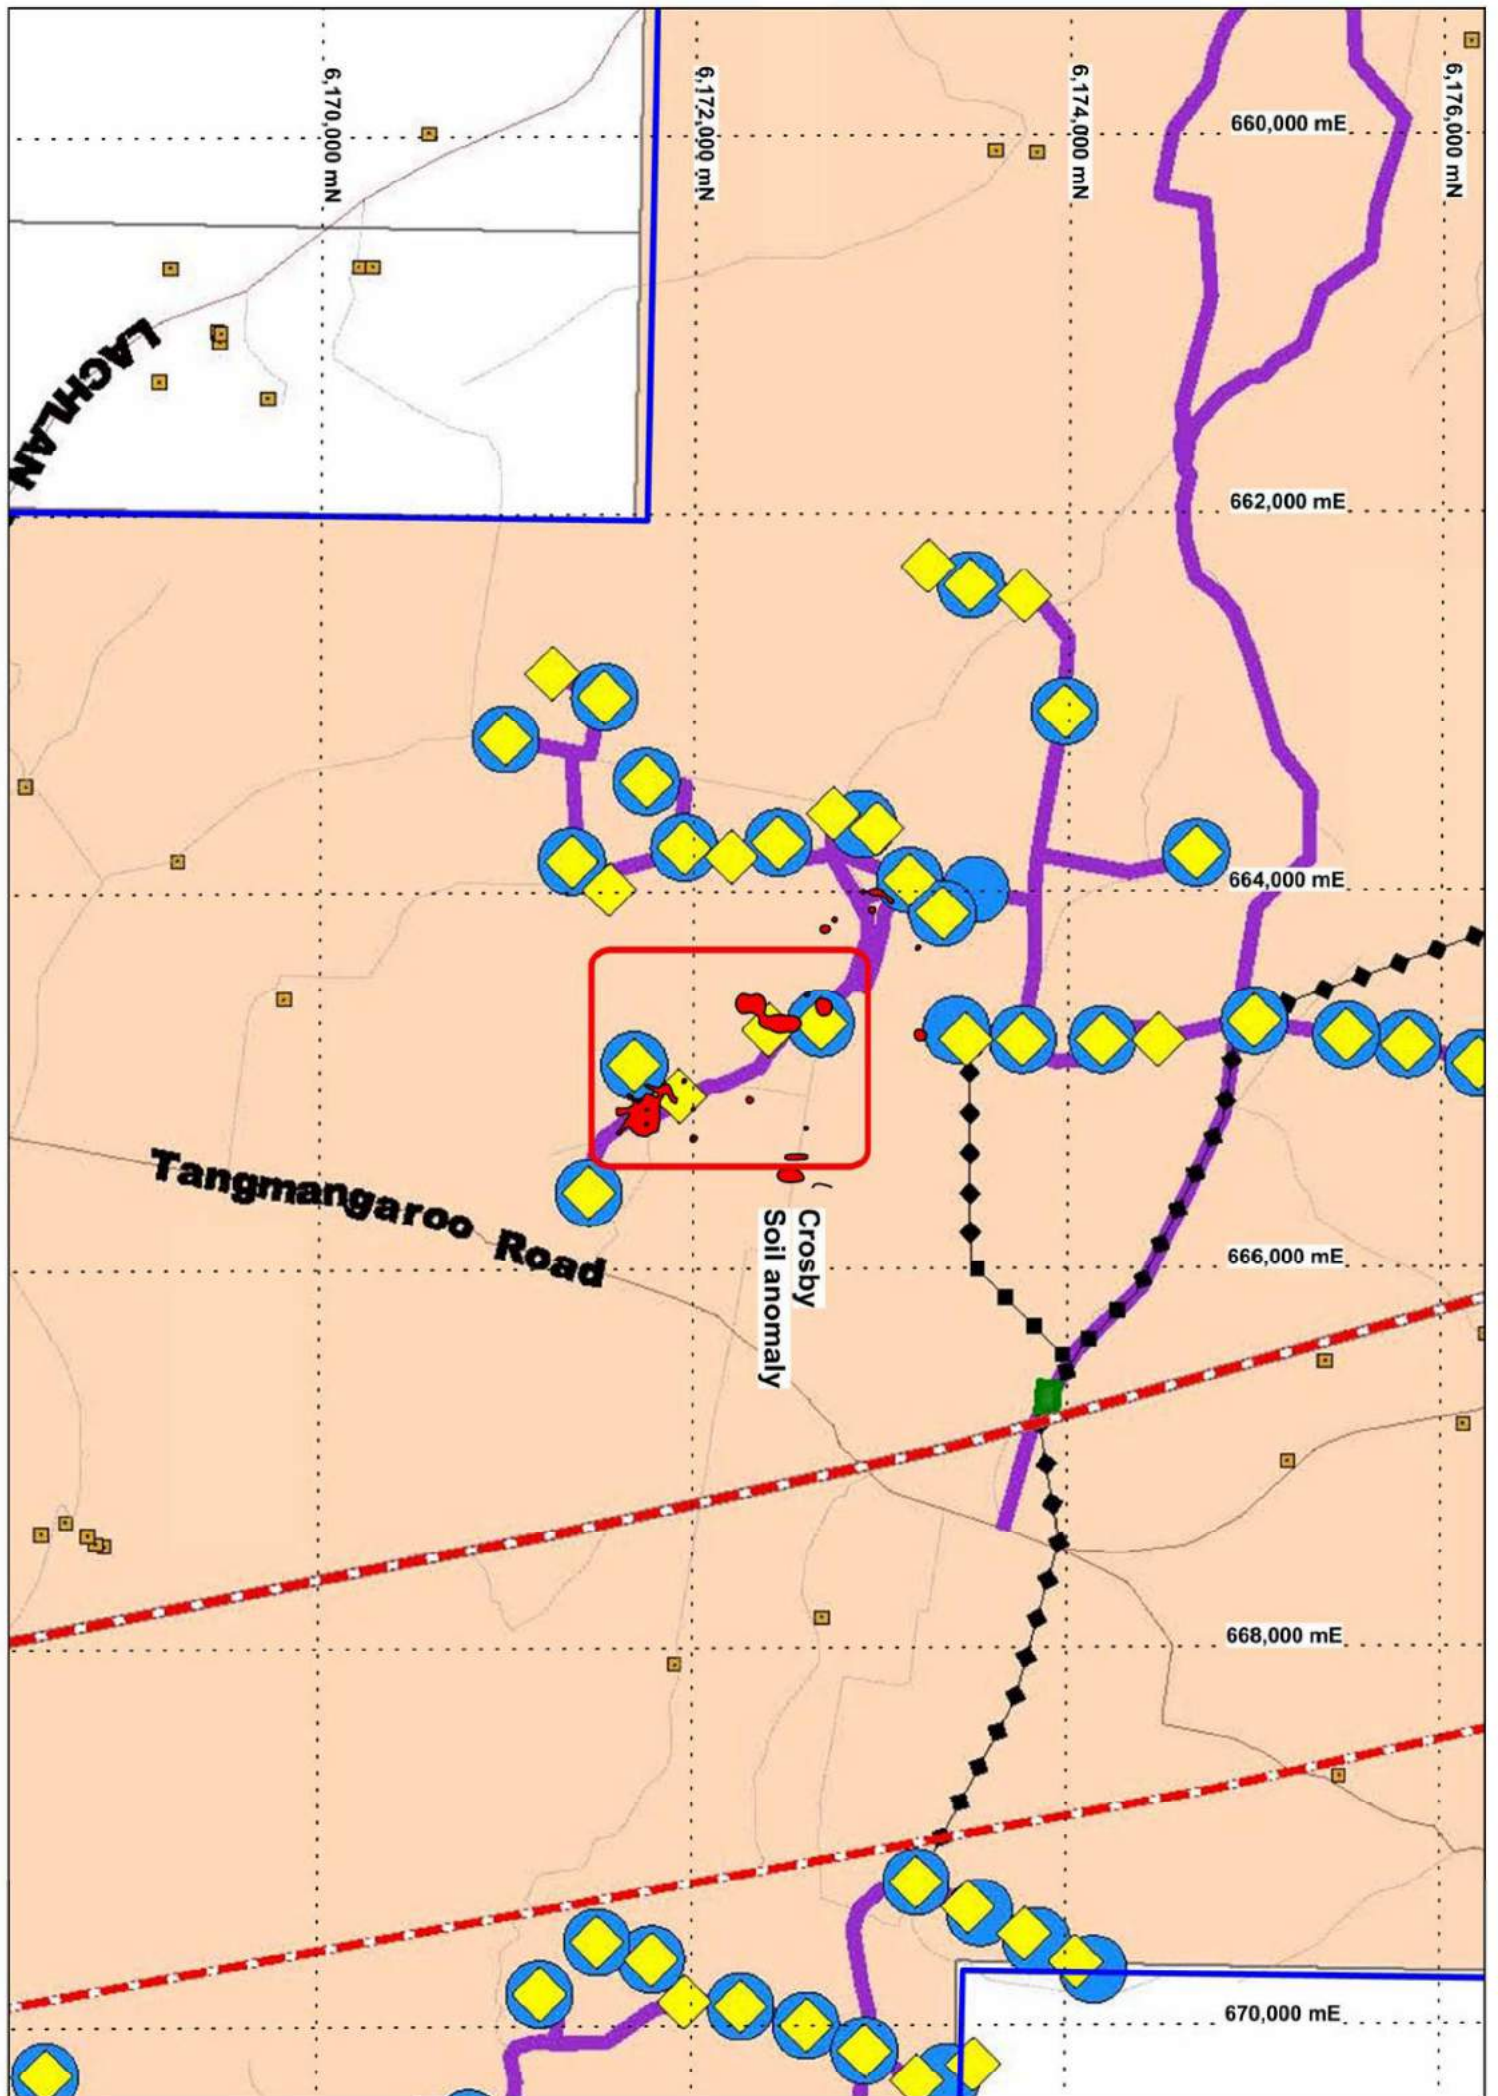 6,170,000 mN
6,172,000 mN
6,174,000 mN
6,176,000 mN
660,000 mE
LACHLAN
662,000 mE
664,000 mE
Tangmangaroo Road
Crosby
Soil anomaly
666,000 mE
668,000 mE
670,000 mE